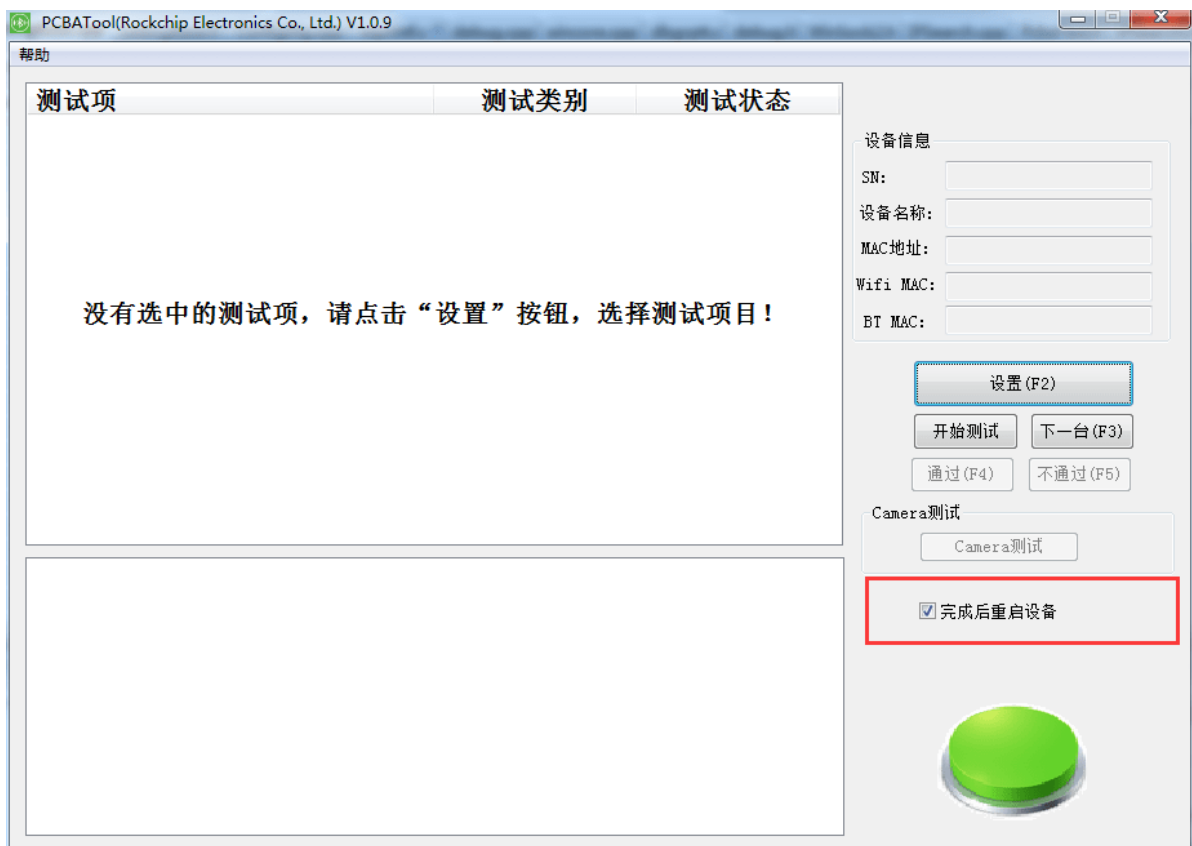 PCBATool(Rockchip Electronics Co., Ltd.) V1.0.9
帮助
测试项 测试类别 测试状态
没有选中的测试项，请点击“设置”按钮，选择测试项目！
设备信息
SN:
设备名称:
MAC地址:
Wifi MAC:
BT MAC:
设置(F2)
开始测试 下一台(F3)
通过(F4) 不通过(F5)
Camera测试
Camera测试
完成后重启设备